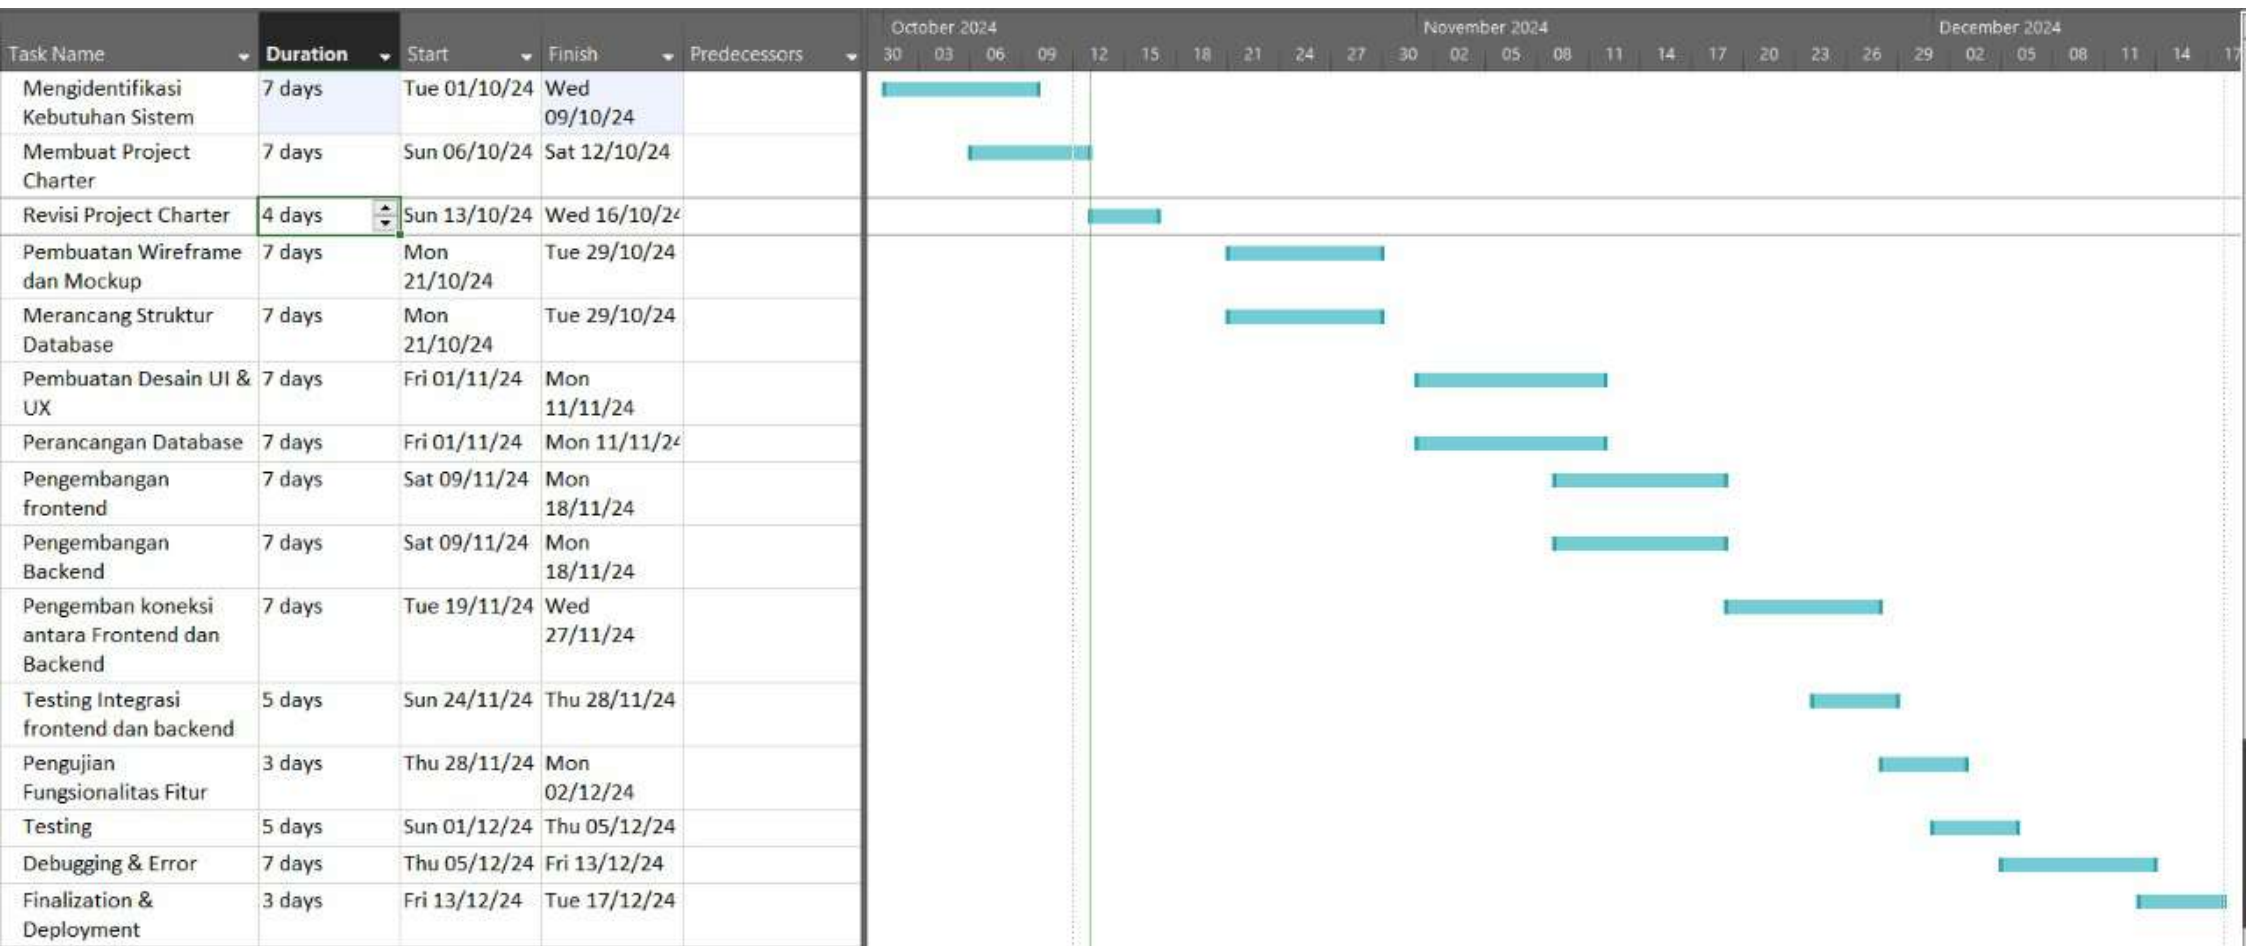 October 2024 November 2024 December 2024
Task Name Duration Start Finish Predecessors 30 03 06 09 12 15 18 21 24 27 30 02 05 08 11 14 17 20 23 26 29 02 05 08 11 14 17
Mengidentifikasi 7 days Tue 01/10/24 Wed
Kebutuhan Sistem 09/10/24
Membuat Project 7 days Sun 06/10/24 Sat 12/10/24
Charter
Revisi Project Charter 4 days Sun 13/10/24 Wed 16/10/24
Pembuatan Wireframe 7 days Mon Tue 29/10/24
dan Mockup 21/10/24
Merancang Struktur 7 days Mon Tue 29/10/24
Database 21/10/24
Pembuatan Desain UI & 7 days Fri 01/11/24 Mon
UX 11/11/24
Perancangan Database 7 days Fri 01/11/24 Mon 11/11/24
Pengembangan 7 days Sat 09/11/24 Mon
frontend 18/11/24
Pengembangan 7 days Sat 09/11/24 Mon
Backend 18/11/24
Pengemban koneksi 7 days Tue 19/11/24 Wed
antara Frontend dan 27/11/24
Backend
Testing Integrasi 5 days Sun 24/11/24 Thu 28/11/24
frontend dan backend
Pengujian 3 days Thu 28/11/24 Mon
Fungsionalitas Fitur 02/12/24
Testing 5 days Sun 01/12/24 Thu 05/12/24
Debugging & Error 7 days Thu 05/12/24 Fri 13/12/24
Finalization & 3 days Fri 13/12/24 Tue 17/12/24
Deployment